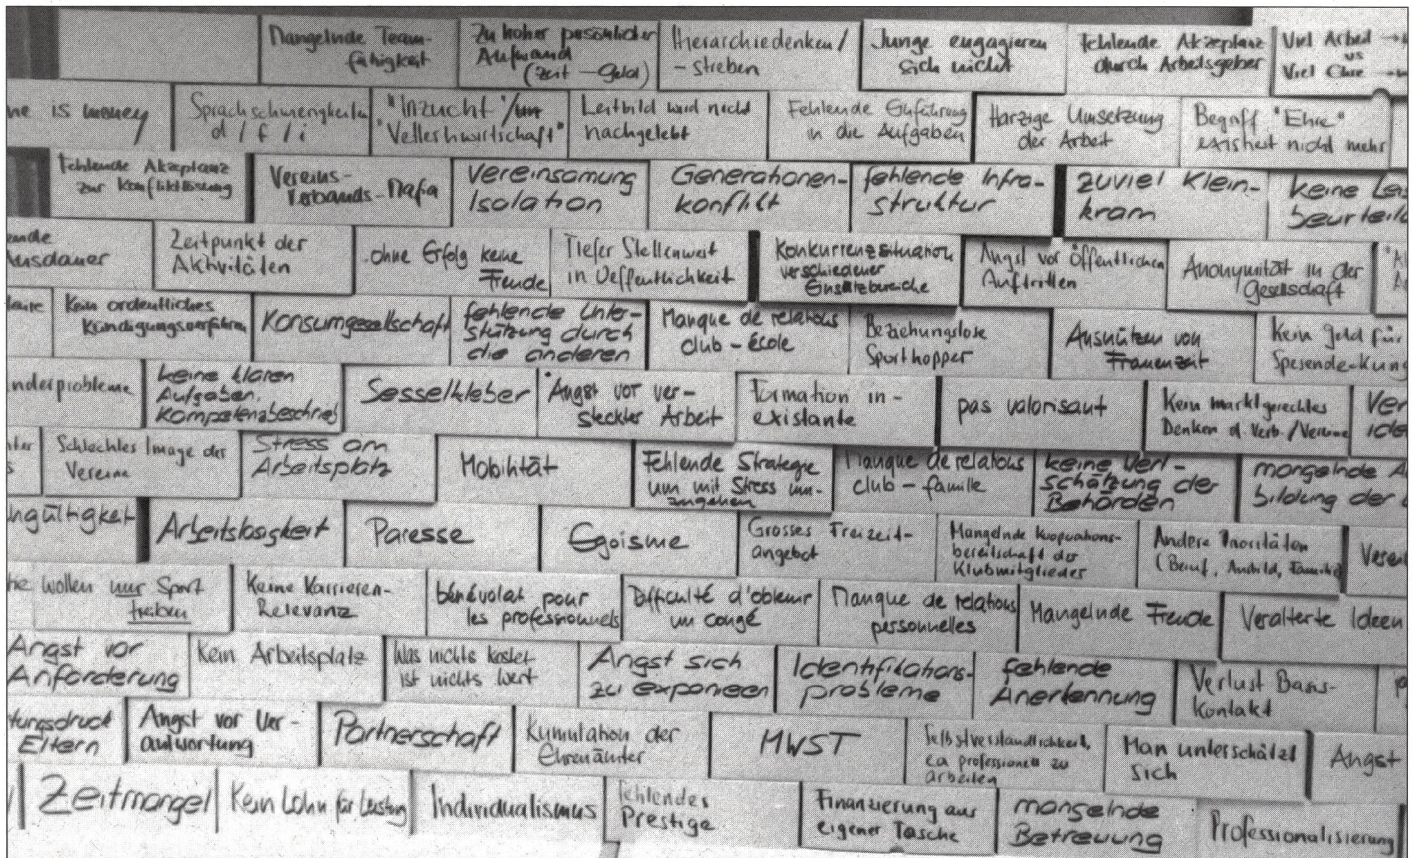 Mangelnde Team-
fähigkeit
Zu hoher persönlicher
Aufwand
(Zeit – Geld)
Hierarchiedenken /
– streben
Junge engagieren
sich nicht
Fehlende Akzeptanz
durch Arbeitgeber
Viel Arbeit →
vs
Viel Ehre →
me is money
Sprachschwierigkeiten
d / f / i
"Inzucht" /
"Vetterliwirtschaft"
Leitbild wird nicht
nachgelebt
Fehlende Einführung
in die Aufgaben
Harzige Umsetzung
der Arbeit
Begriff "Ehre"
existiert nicht mehr
Fehlende Akzeptanz
zur Konfliktlösung
Vereins-
Verbands-Mafia
Vereinsamung
Isolation
Generationen-
konflikt
fehlende Infra-
struktur
zuviel Klein-
kram
keine Leis
beurteil
ende
Ausdauer
Zeitpunkt der
Aktivitäten
ohne Erfolg keine
Freude
Tiefer Stellenwert
in Oeffentlichkeit
Konkurrenzsituation
verschiedener
Einsatzbereiche
Angst vor öffentlichen
Auftritten
Anonymität in der
Gesellschaft
Kein ordentliches
Kündigungsverfahren
Konsumgesellschaft
fehlende Unter-
stützung durch
die anderen
Manque de relations
club – école
Beziehungslose
Sporthopper
Ausnützen von
Frauenzeit
Kein Geld für
Spesendeckung
nderprobleme
keine klaren
Aufgaben.
Kompetenzbeschrieb
Sesselkleber
Angst vor ver-
steckter Arbeit
Formation in-
existante
pas valorisant
Kein marktgerechtes
Denken d. Verb./Vereine
Ver
ide
Schlechtes Image der
Vereine
Stress am
Arbeitsplatz
Mobilität
Fehlende Strategie
um mit Stress um-
zugehen
Manque de relations
club – famille
keine Wert-
schätzung der
Behörden
mangelnde A
bildung der
ngültigkeit
Arbeitslosigkeit
Paresse
Egoisme
Grosses Freizeit-
angebot
Mangelnde Kooperations-
bereitschaft der
Klubmitglieder
Andere Prioritäten
(Beruf, Ausbild, Familie)
Verein
wollen nur Sport
treiben
Keine Karrieren-
Relevanz
bénévolat pour
les professionnels
Difficulté d'obtenir
un congé
Manque de relations
personnelles
Mangelnde Freude
Veralterte Ideen
Angst vor
Anforderung
Kein Arbeitsplatz
Was nichts kostet
ist nichts wert
Angst sich
zu exponieren
Identifikations-
probleme
fehlende
Anerkennung
Verlust Basis-
kontakt
tungsdruck
Eltern
Angst vor Ver-
antwortung
Partnerschaft
Kumulation der
Ehrenämter
MWST
Selbstverständlichkeit,
professionell zu
arbeiten
Man unterschätzt
sich
Angst
Zeitmangel
Kein Lohn für Leistung
Individualismus
fehlendes
Prestige
Finanzierung aus
eigener Tasche
mangelnde
Betreuung
Professionalisierung